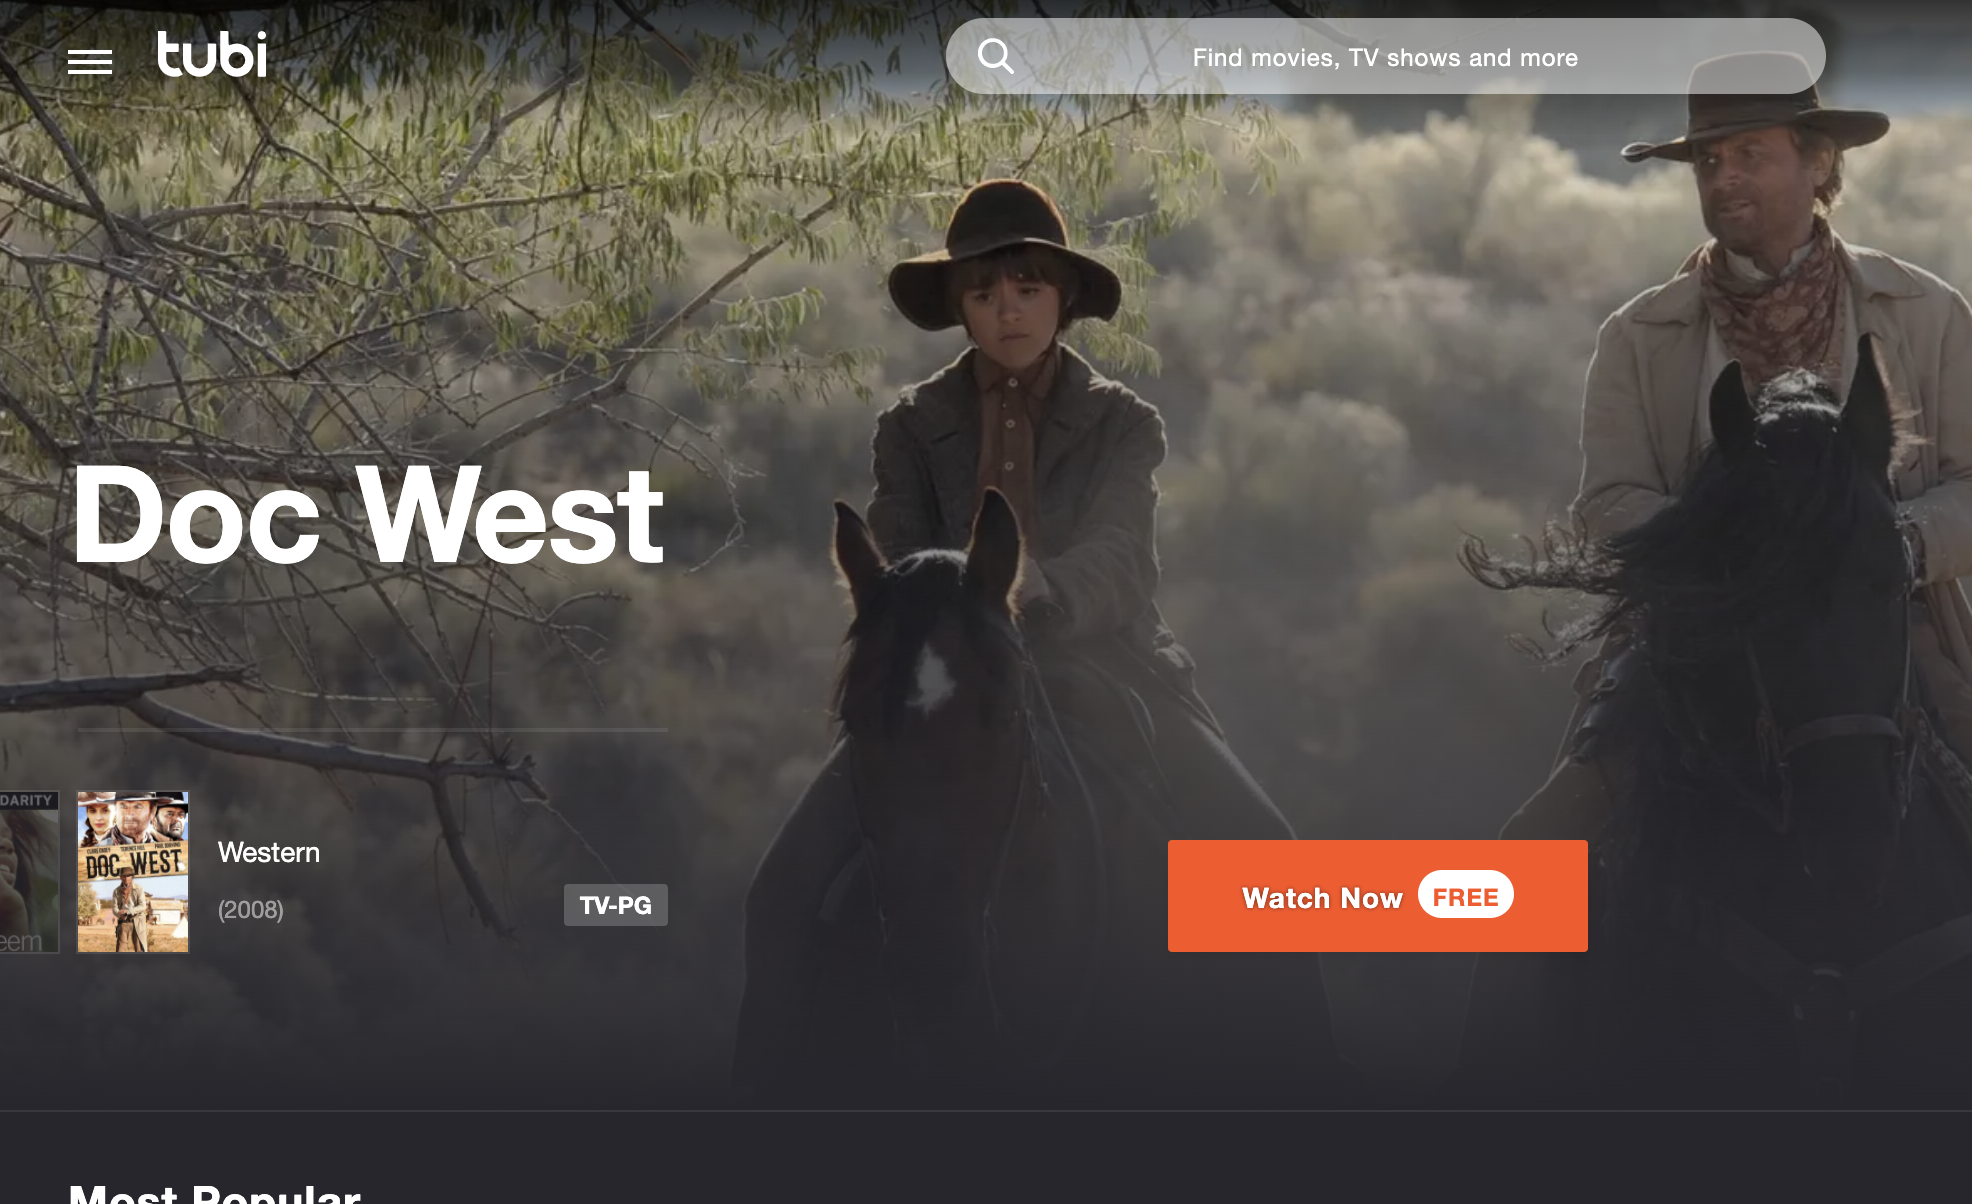 tubi
Find movies, TV shows and more
Doc West
DARITY
eem
DOC WEST
Western
(2008)
TV-PG
Watch Now FREE
Most Popular